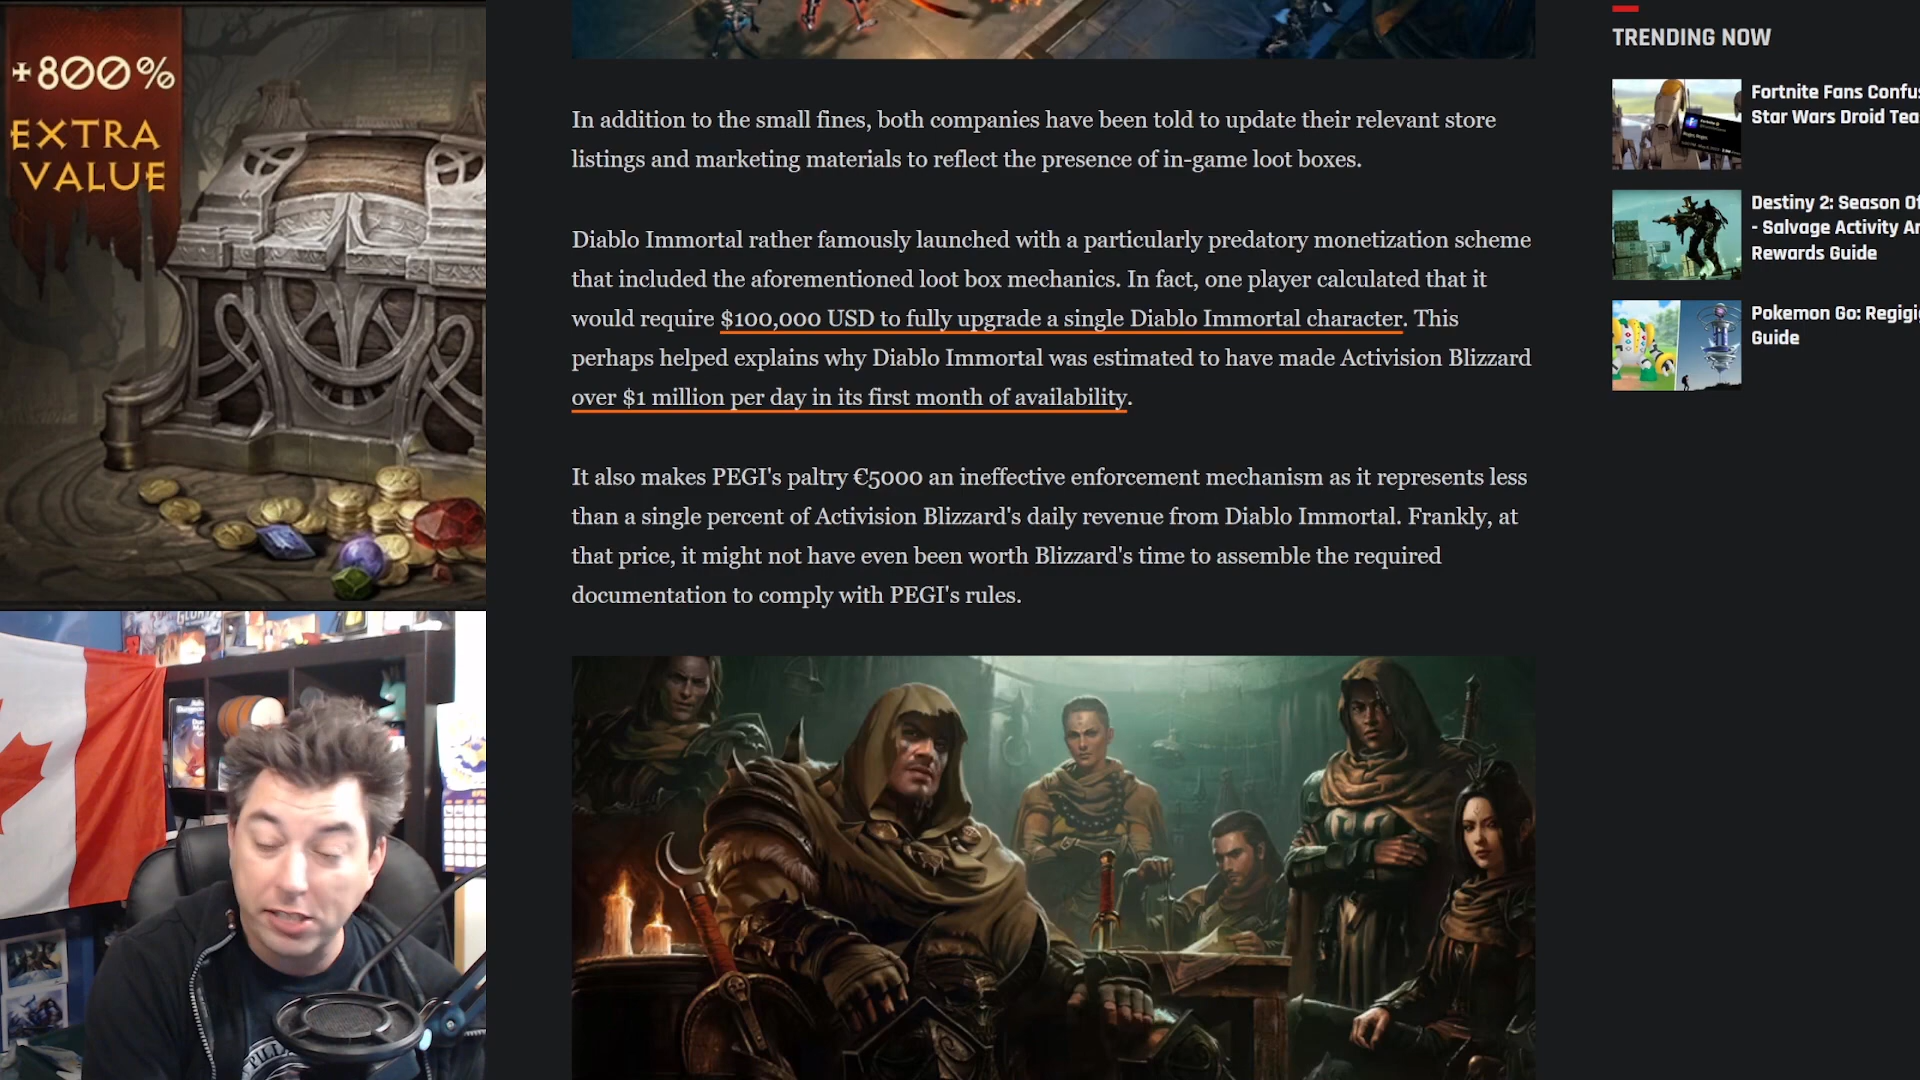 +800%
EXTRA
VALUE
In addition to the small fines, both companies have been told to update their relevant store
listings and marketing materials to reflect the presence of in-game loot boxes.
Diablo Immortal rather famously launched with a particularly predatory monetization scheme
that included the aforementioned loot box mechanics. In fact, one player calculated that it
would require $100,000 USD to fully upgrade a single Diablo Immortal character. This
perhaps helped explains why Diablo Immortal was estimated to have made Activision Blizzard
over $1 million per day in its first month of availability.
It also makes PEGI's paltry €5000 an ineffective enforcement mechanism as it represents less
than a single percent of Activision Blizzard's daily revenue from Diablo Immortal. Frankly, at
that price, it might not have even been worth Blizzard's time to assemble the required
documentation to comply with PEGI's rules.
TRENDING NOW
Fortnite Fans Confus
Star Wars Droid Tea
Destiny 2: Season Of
- Salvage Activity An
Rewards Guide
Pokemon Go: Regigig
Guide